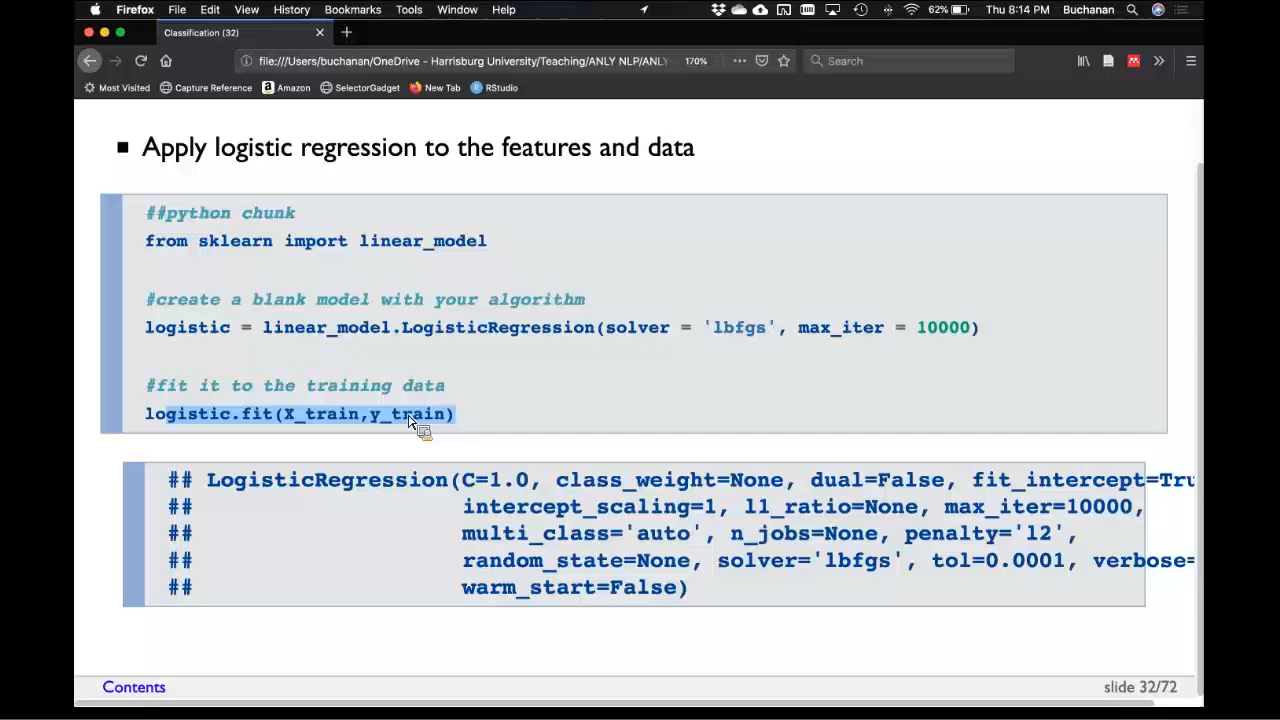 Firefox File Edit View History Bookmarks Tools Window Help 62% Thu 8:14 PM Buchanan
Classification (32)
file:///Users/buchanan/OneDrive - Harrisburg University/Teaching/ANLY NLP/ANLY 170% Search
Most Visited Capture Reference Amazon SelectorGadget New Tab RStudio
Apply logistic regression to the features and data
##python chunk
from sklearn import linear_model
#create a blank model with your algorithm
logistic = linear_model.LogisticRegression(solver = 'lbfgs', max_iter = 10000)
#fit it to the training data
logistic.fit(X_train,y_train)
## LogisticRegression(C=1.0, class_weight=None, dual=False, fit_intercept=Tru
## intercept_scaling=1, l1_ratio=None, max_iter=10000,
## multi_class='auto', n_jobs=None, penalty='l2',
## random_state=None, solver='lbfgs', tol=0.0001, verbose=
## warm_start=False)
Contents slide 32/72